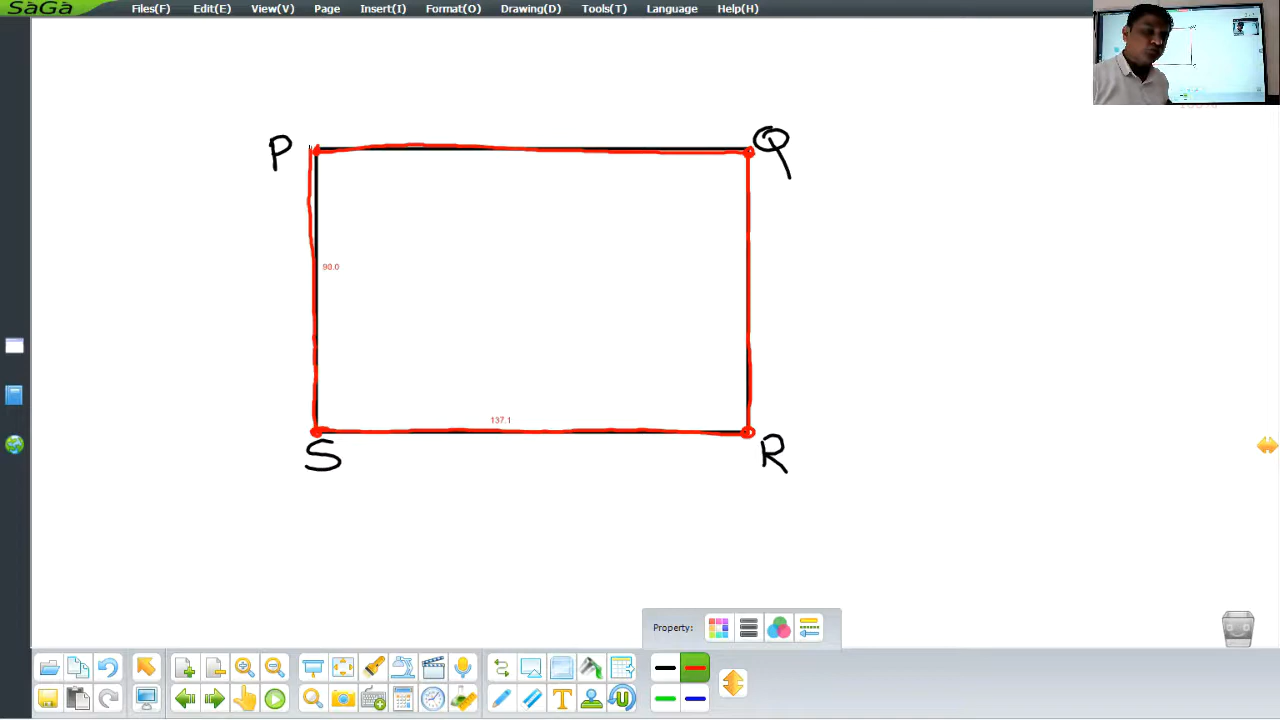 SaGa Files(F) Edit(E) View(V) Page Insert(I) Format(O) Drawing(D) Tools(T) Language Help(H)
P Q
90.0
137.1
S R
Property: